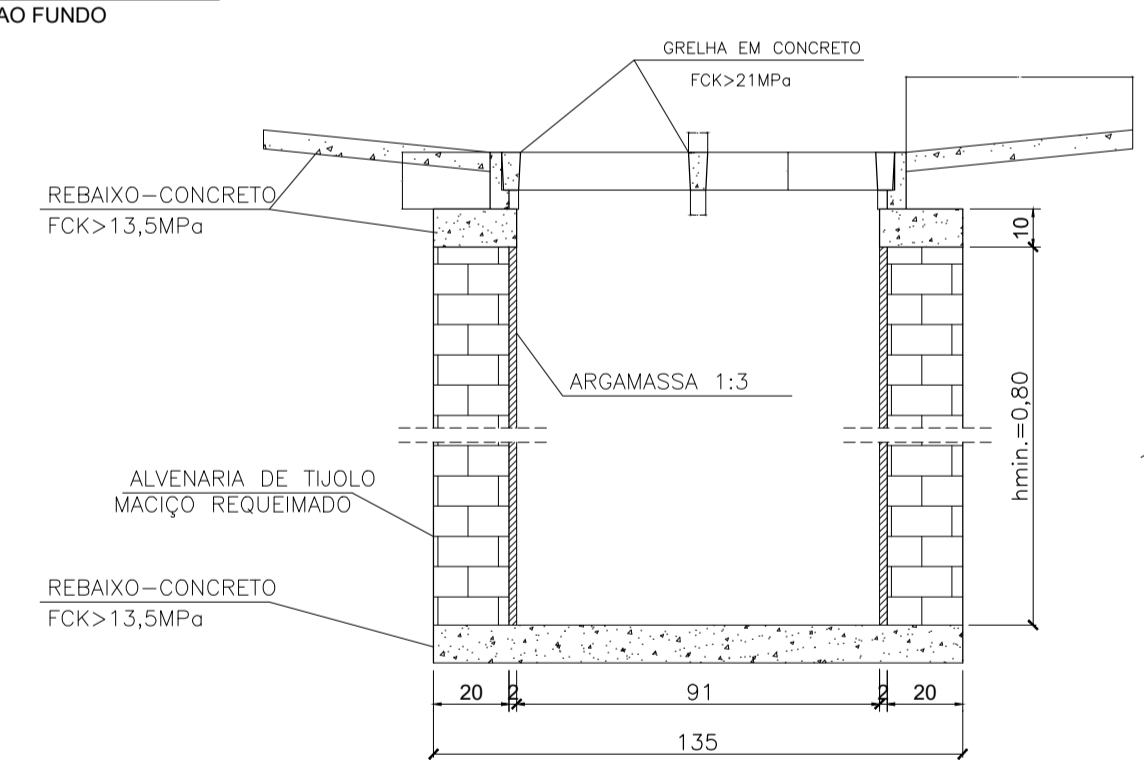 AO FUNDO
GRELHA EM CONCRETO
FCK>21MPa
REBAIXO-CONCRETO
FCK>13,5MPa
10
ARGAMASSA 1:3
hmin.=0,80
ALVENARIA DE TIJOLO
MACIÇO REQUEIMADO
REBAIXO-CONCRETO
FCK>13,5MPa
20 2 91 2 20
135